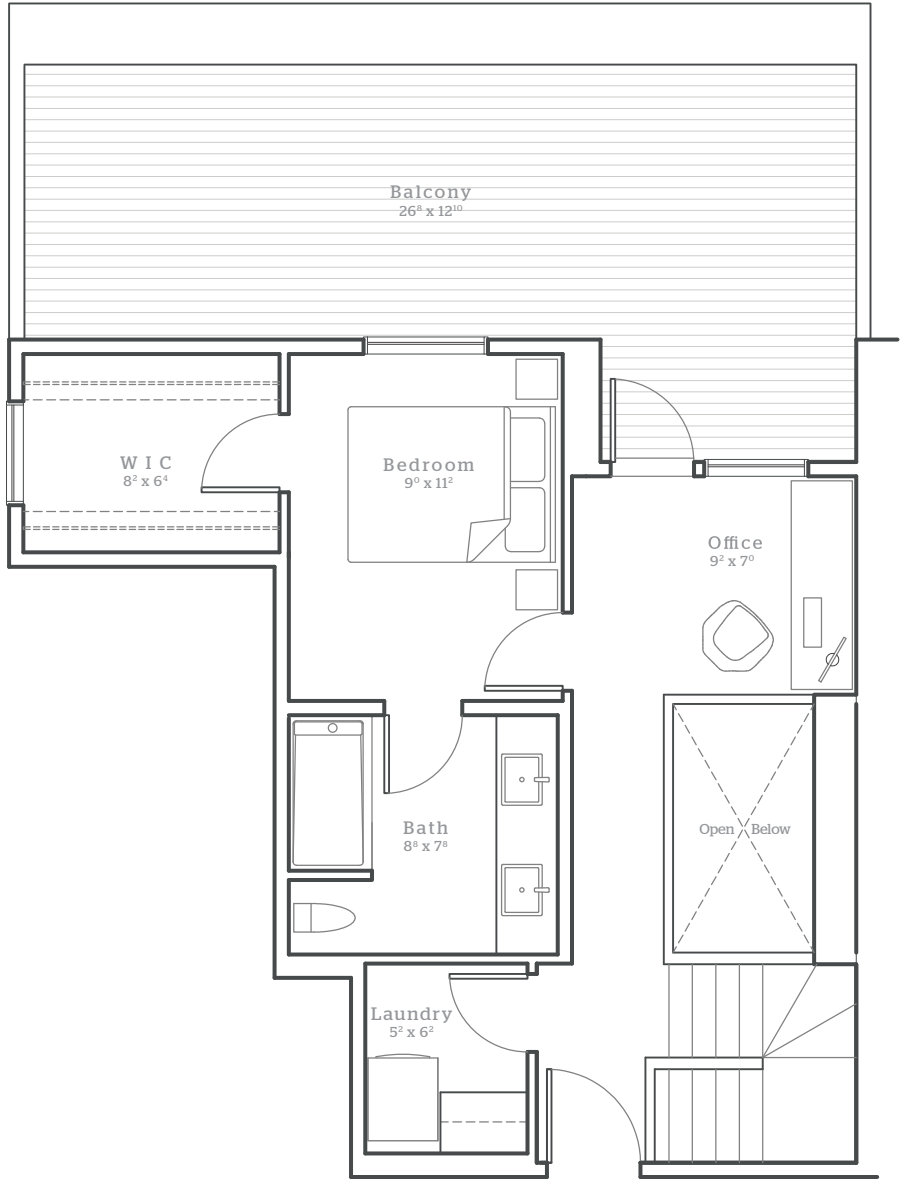 Balcony
26⁸ x 12¹⁰
WIC
8² x 6⁴
Bedroom
9⁰ x 11²
Office
9² x 7⁰
Open Below
Bath
8⁸ x 7⁸
Laundry
5² x 6²